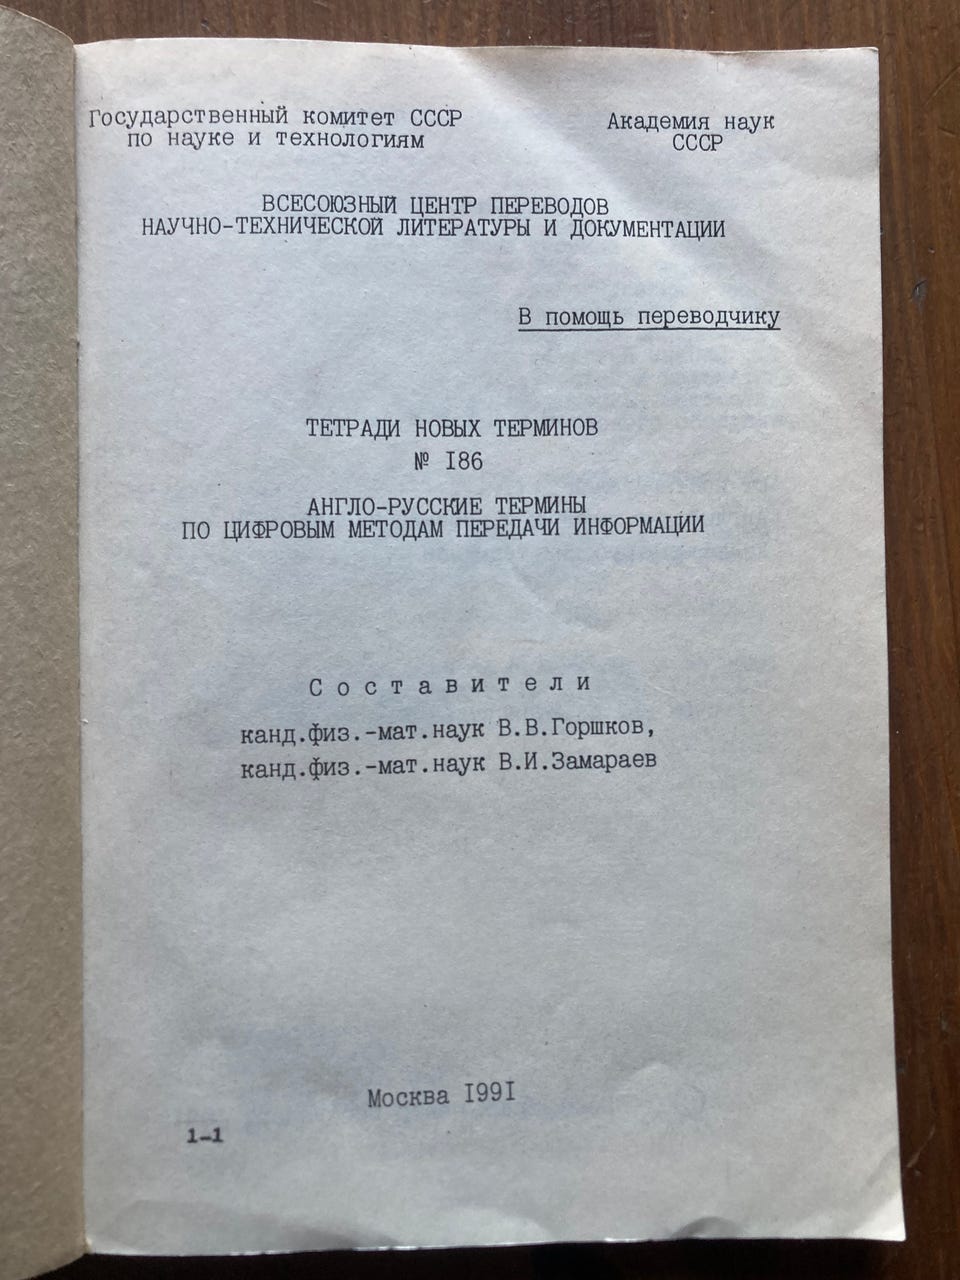 Государственный комитет СССР
по науке и технологиям
Академия наук
СССР
ВСЕСОЮЗНЫЙ ЦЕНТР ПЕРЕВОДОВ
НАУЧНО-ТЕХНИЧЕСКОЙ ЛИТЕРАТУРЫ И ДОКУМЕНТАЦИИ
В помощь переводчику
ТЕТРАДИ НОВЫХ ТЕРМИНОВ
№ I86
АНГЛО-РУССКИЕ ТЕРМИНЫ
ПО ЦИФРОВЫМ МЕТОДАМ ПЕРЕДАЧИ ИНФОРМАЦИИ
С о с т а в и т е л и
канд.физ.-мат.наук В.В.Горшков,
канд.физ.-мат.наук В.И.Замараев
Москва I99I
1-1